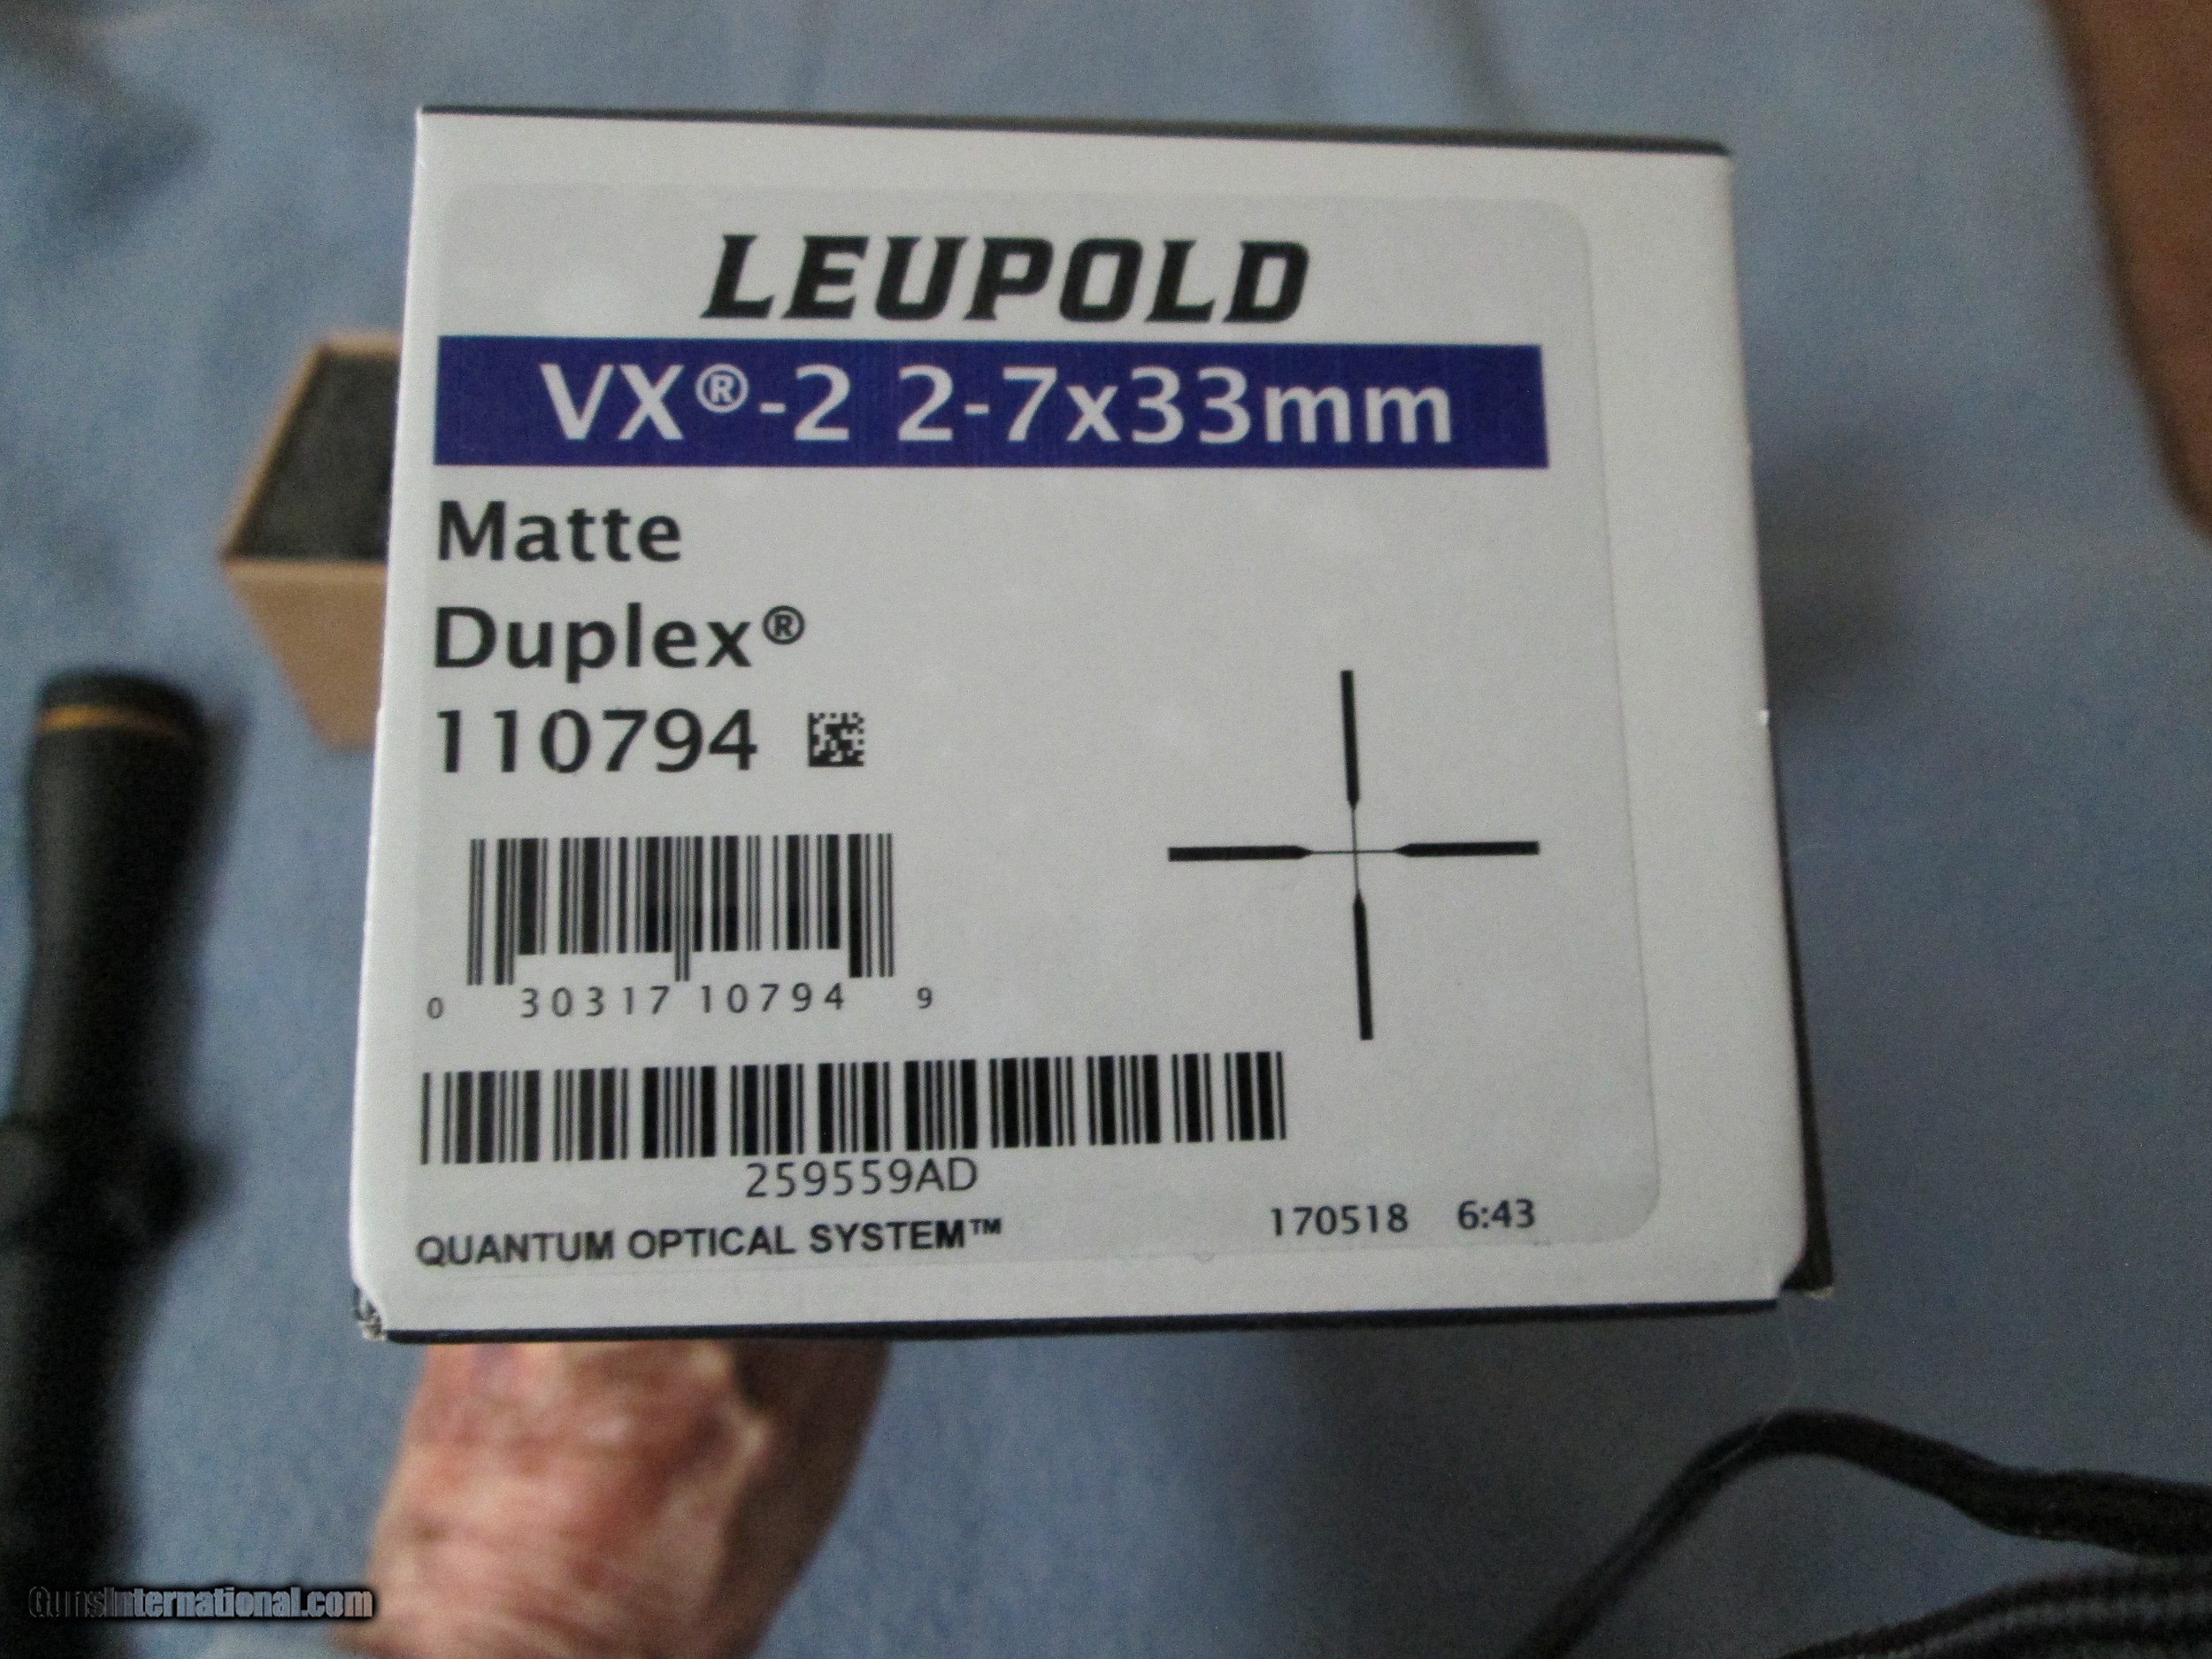 LEUPOLD
VX®-2 2-7x33mm
Matte
Duplex®
110794
0 30317 10794 9
259559AD
QUANTUM OPTICAL SYSTEM™ 170518 6:43
GunsInternational.com